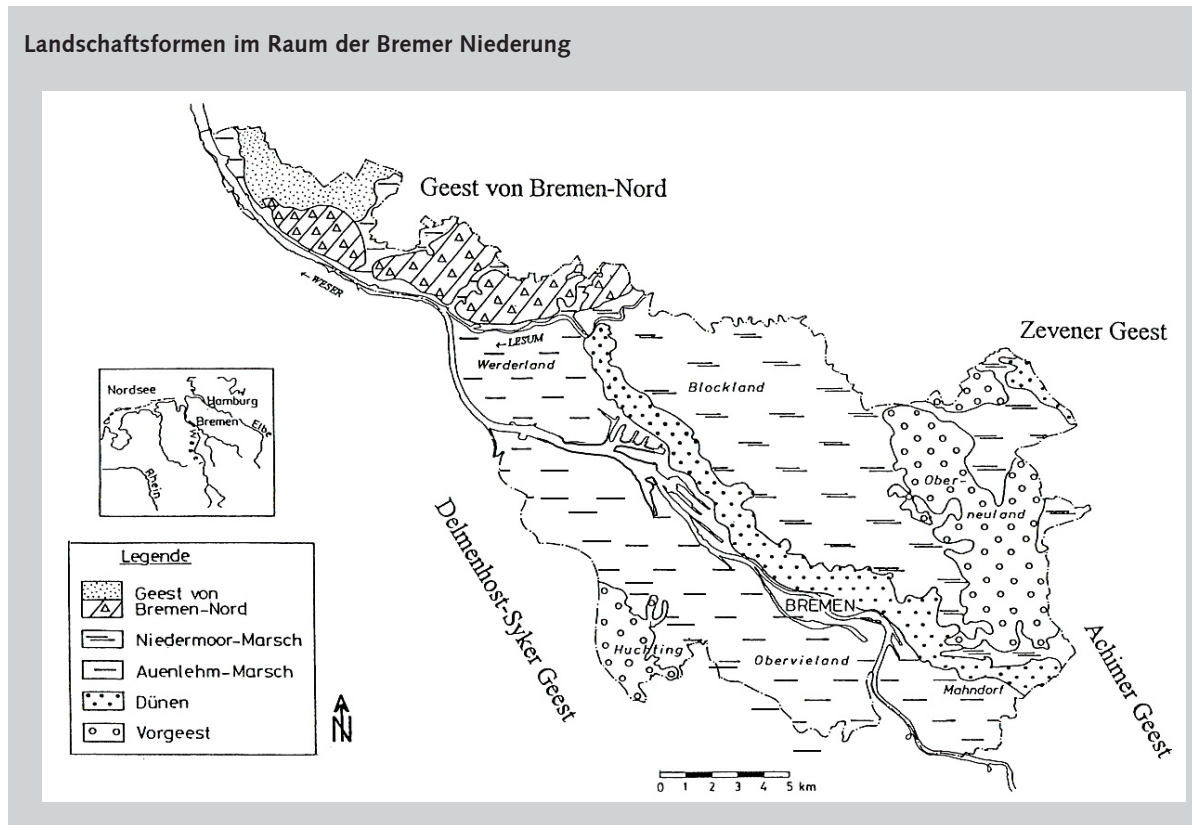 Landschaftsformen im Raum der Bremer Niederung
Geest von Bremen-Nord
← WESER
← LESUM
Werderland
Blockland
Zevener Geest
Nordsee
Hamburg
Bremen
Elbe
Weser
Rhein
Ober-
neuland
Delmenhost-Syker Geest
Legende
Geest von
Bremen-Nord
Niedermoor-Marsch
Auenlehm-Marsch
Dünen
Vorgeest
N
BREMEN
Huchting
Obervieland
Mahndorf
Achimer Geest
0 1 2 3 4 5 km